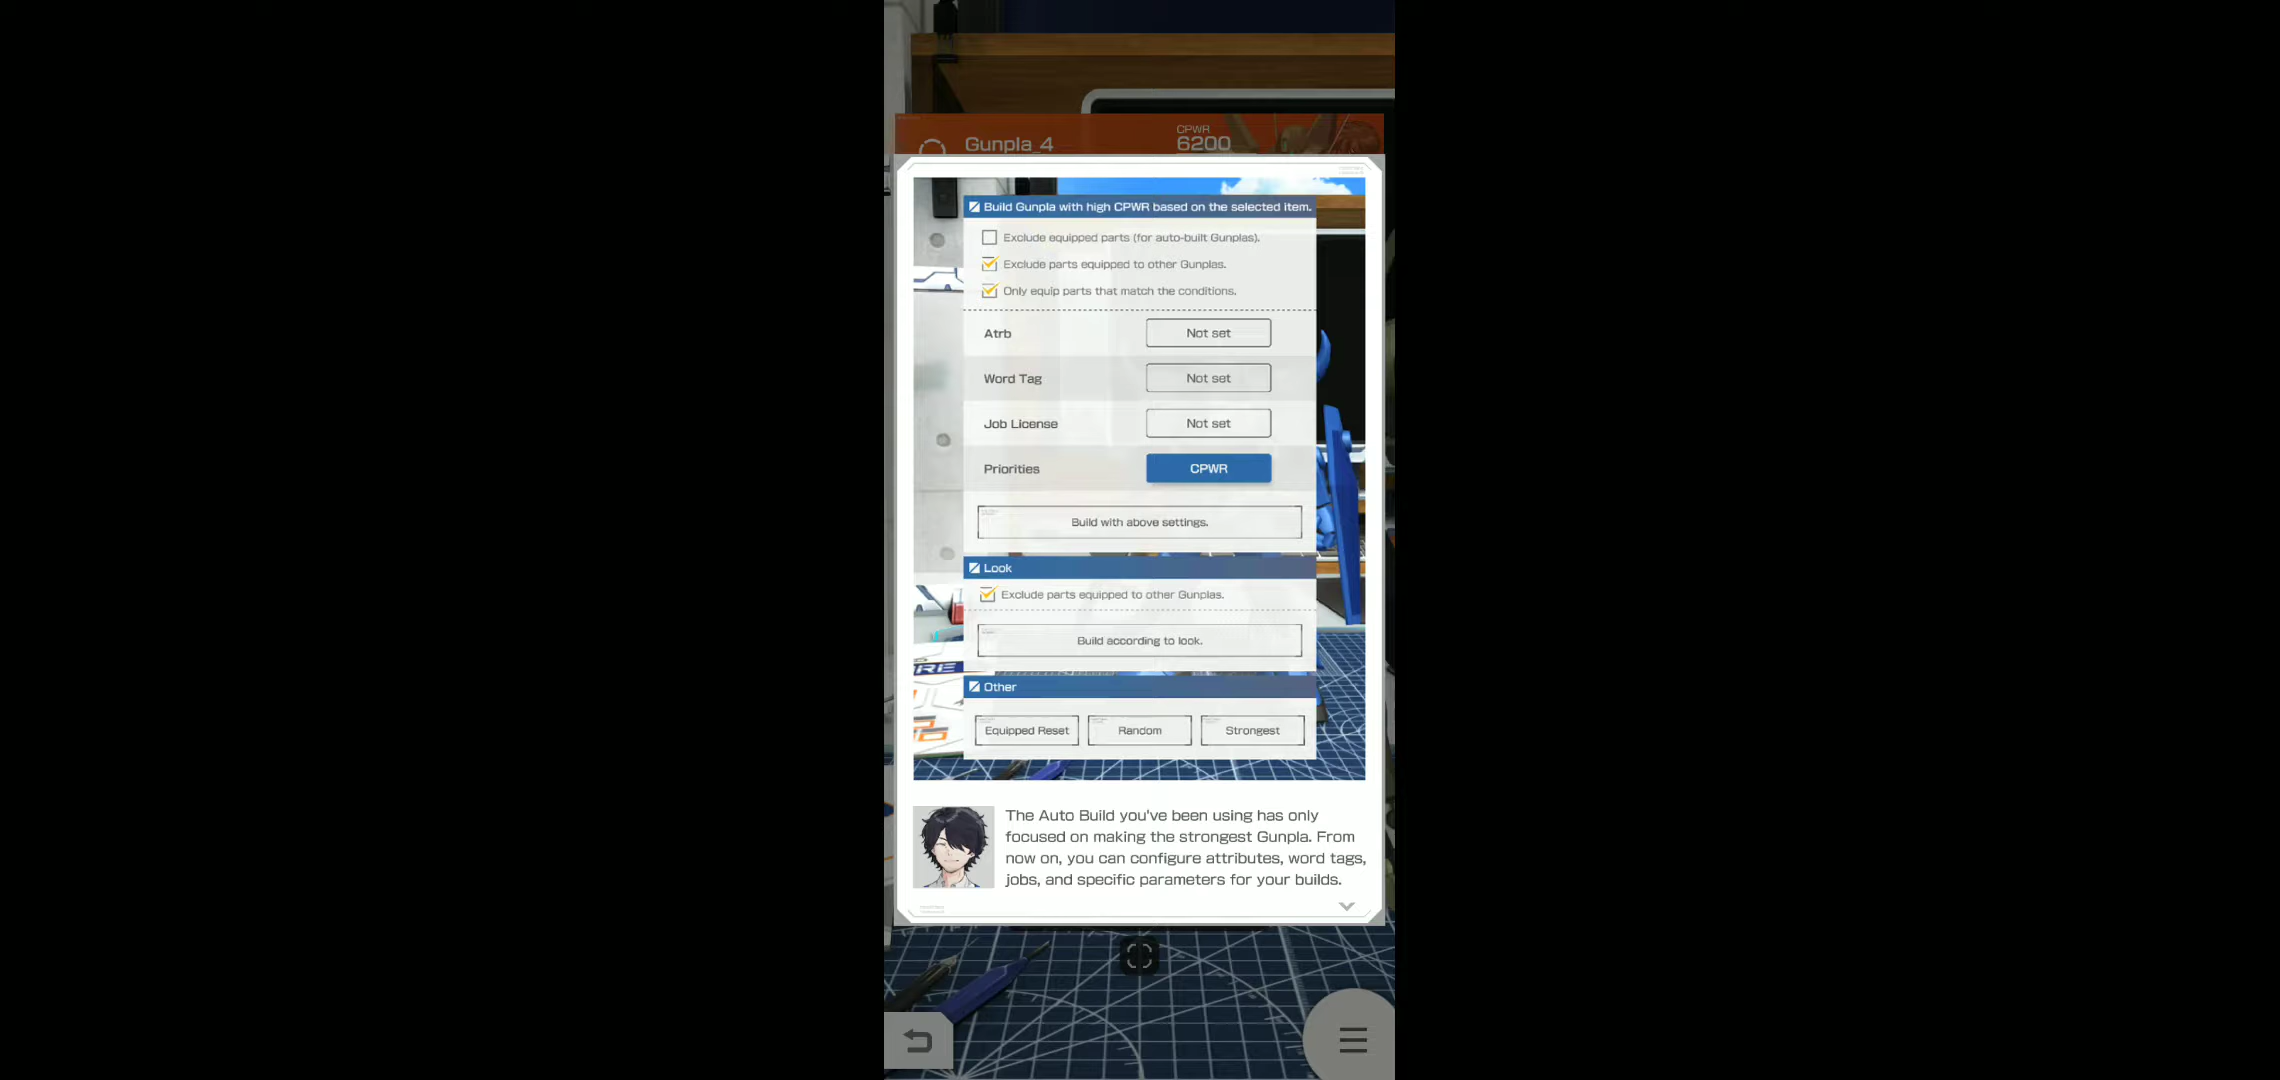 Gunpla_4
CPWR
6200
Build Gunpla with high CPWR based on the selected item.
Exclude equipped parts (for auto-built Gunplas).
Exclude parts equipped to other Gunplas.
Only equip parts that match the conditions.
Atrb
Not set
Word Tag
Not set
Job License
Not set
Priorities
CPWR
Build with above settings.
Look
Exclude parts equipped to other Gunplas.
Build according to look.
Other
Equipped Reset
Random
Strongest
The Auto Build you've been using has only
focused on making the strongest Gunpla. From
now on, you can configure attributes, word tags,
jobs, and specific parameters for your builds.